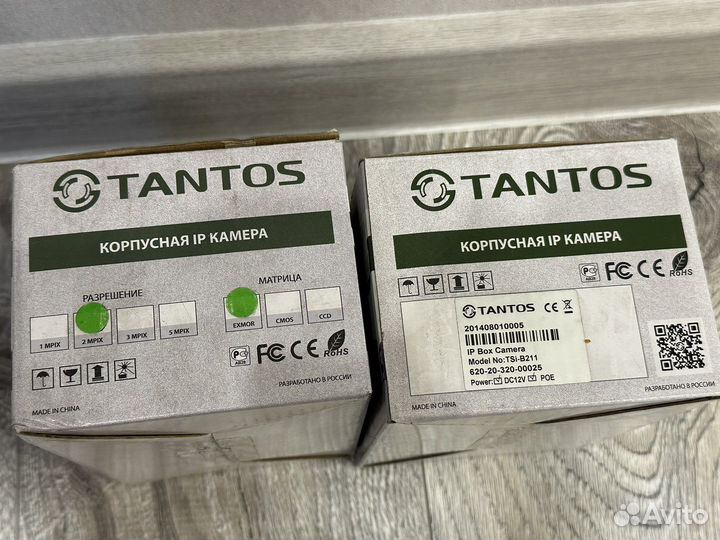 TANTOS
КОРПУСНАЯ IP КАМЕРА
РАЗРЕШЕНИЕ
МАТРИЦА
1 MPIX
2 MPIX
3 MPIX
5 MPIX
EXMOR
CMOS
CCD
FC CE RoHS
MADE IN CHINA
РАЗРАБОТАНО В РОССИИ
TANTOS
КОРПУСНАЯ IP КАМЕРА
FC CE RoHS
TANTOS CE
201408010005
IP Box Camera
Model No:TSi-B211
620-20-320-00025
Power: DC12V POE
MADE IN CHINA
РАЗРАБОТАНО В РОССИИ
Avito